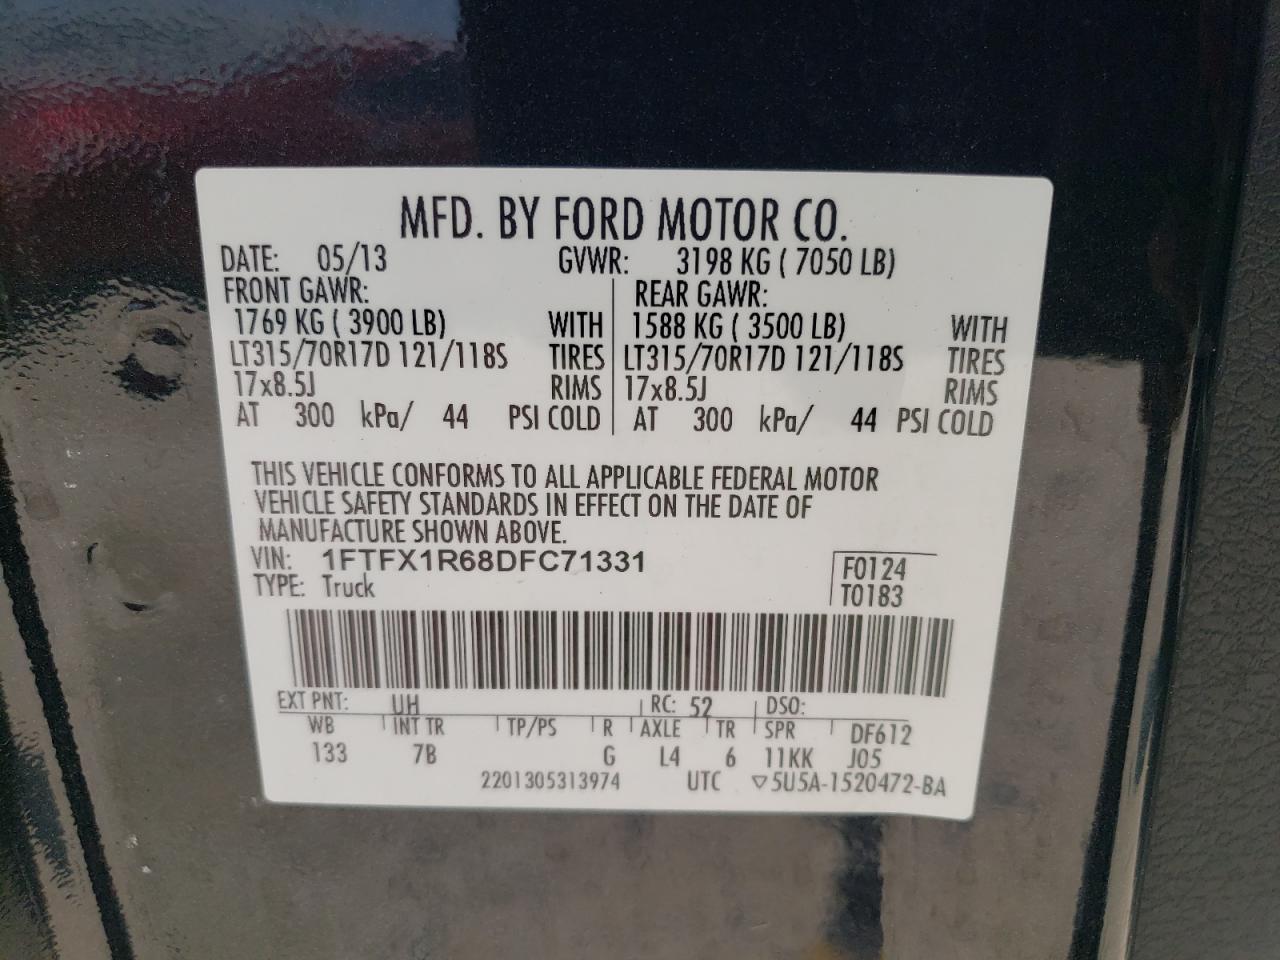 MFD. BY FORD MOTOR CO.
DATE: 05/13 GVWR: 3198 KG ( 7050 LB)
FRONT GAWR: REAR GAWR:
1769 KG ( 3900 LB) WITH 1588 KG ( 3500 LB) WITH
LT315/70R17D 121/118S TIRES LT315/70R17D 121/118S TIRES
17x8.5J RIMS 17x8.5J RIMS
AT 300 kPa/ 44 PSI COLD AT 300 kPa/ 44 PSI COLD
THIS VEHICLE CONFORMS TO ALL APPLICABLE FEDERAL MOTOR
VEHICLE SAFETY STANDARDS IN EFFECT ON THE DATE OF
MANUFACTURE SHOWN ABOVE.
VIN: 1FTFX1R68DFC71331
TYPE: Truck
F0124
T0183
EXT PNT: UH RC: 52 DSO:
WB INT TR TP/PS R AXLE TR SPR DF612
133 7B G L4 6 11KK J05
2201305313974 UTC ▽5U5A-1520472-BA